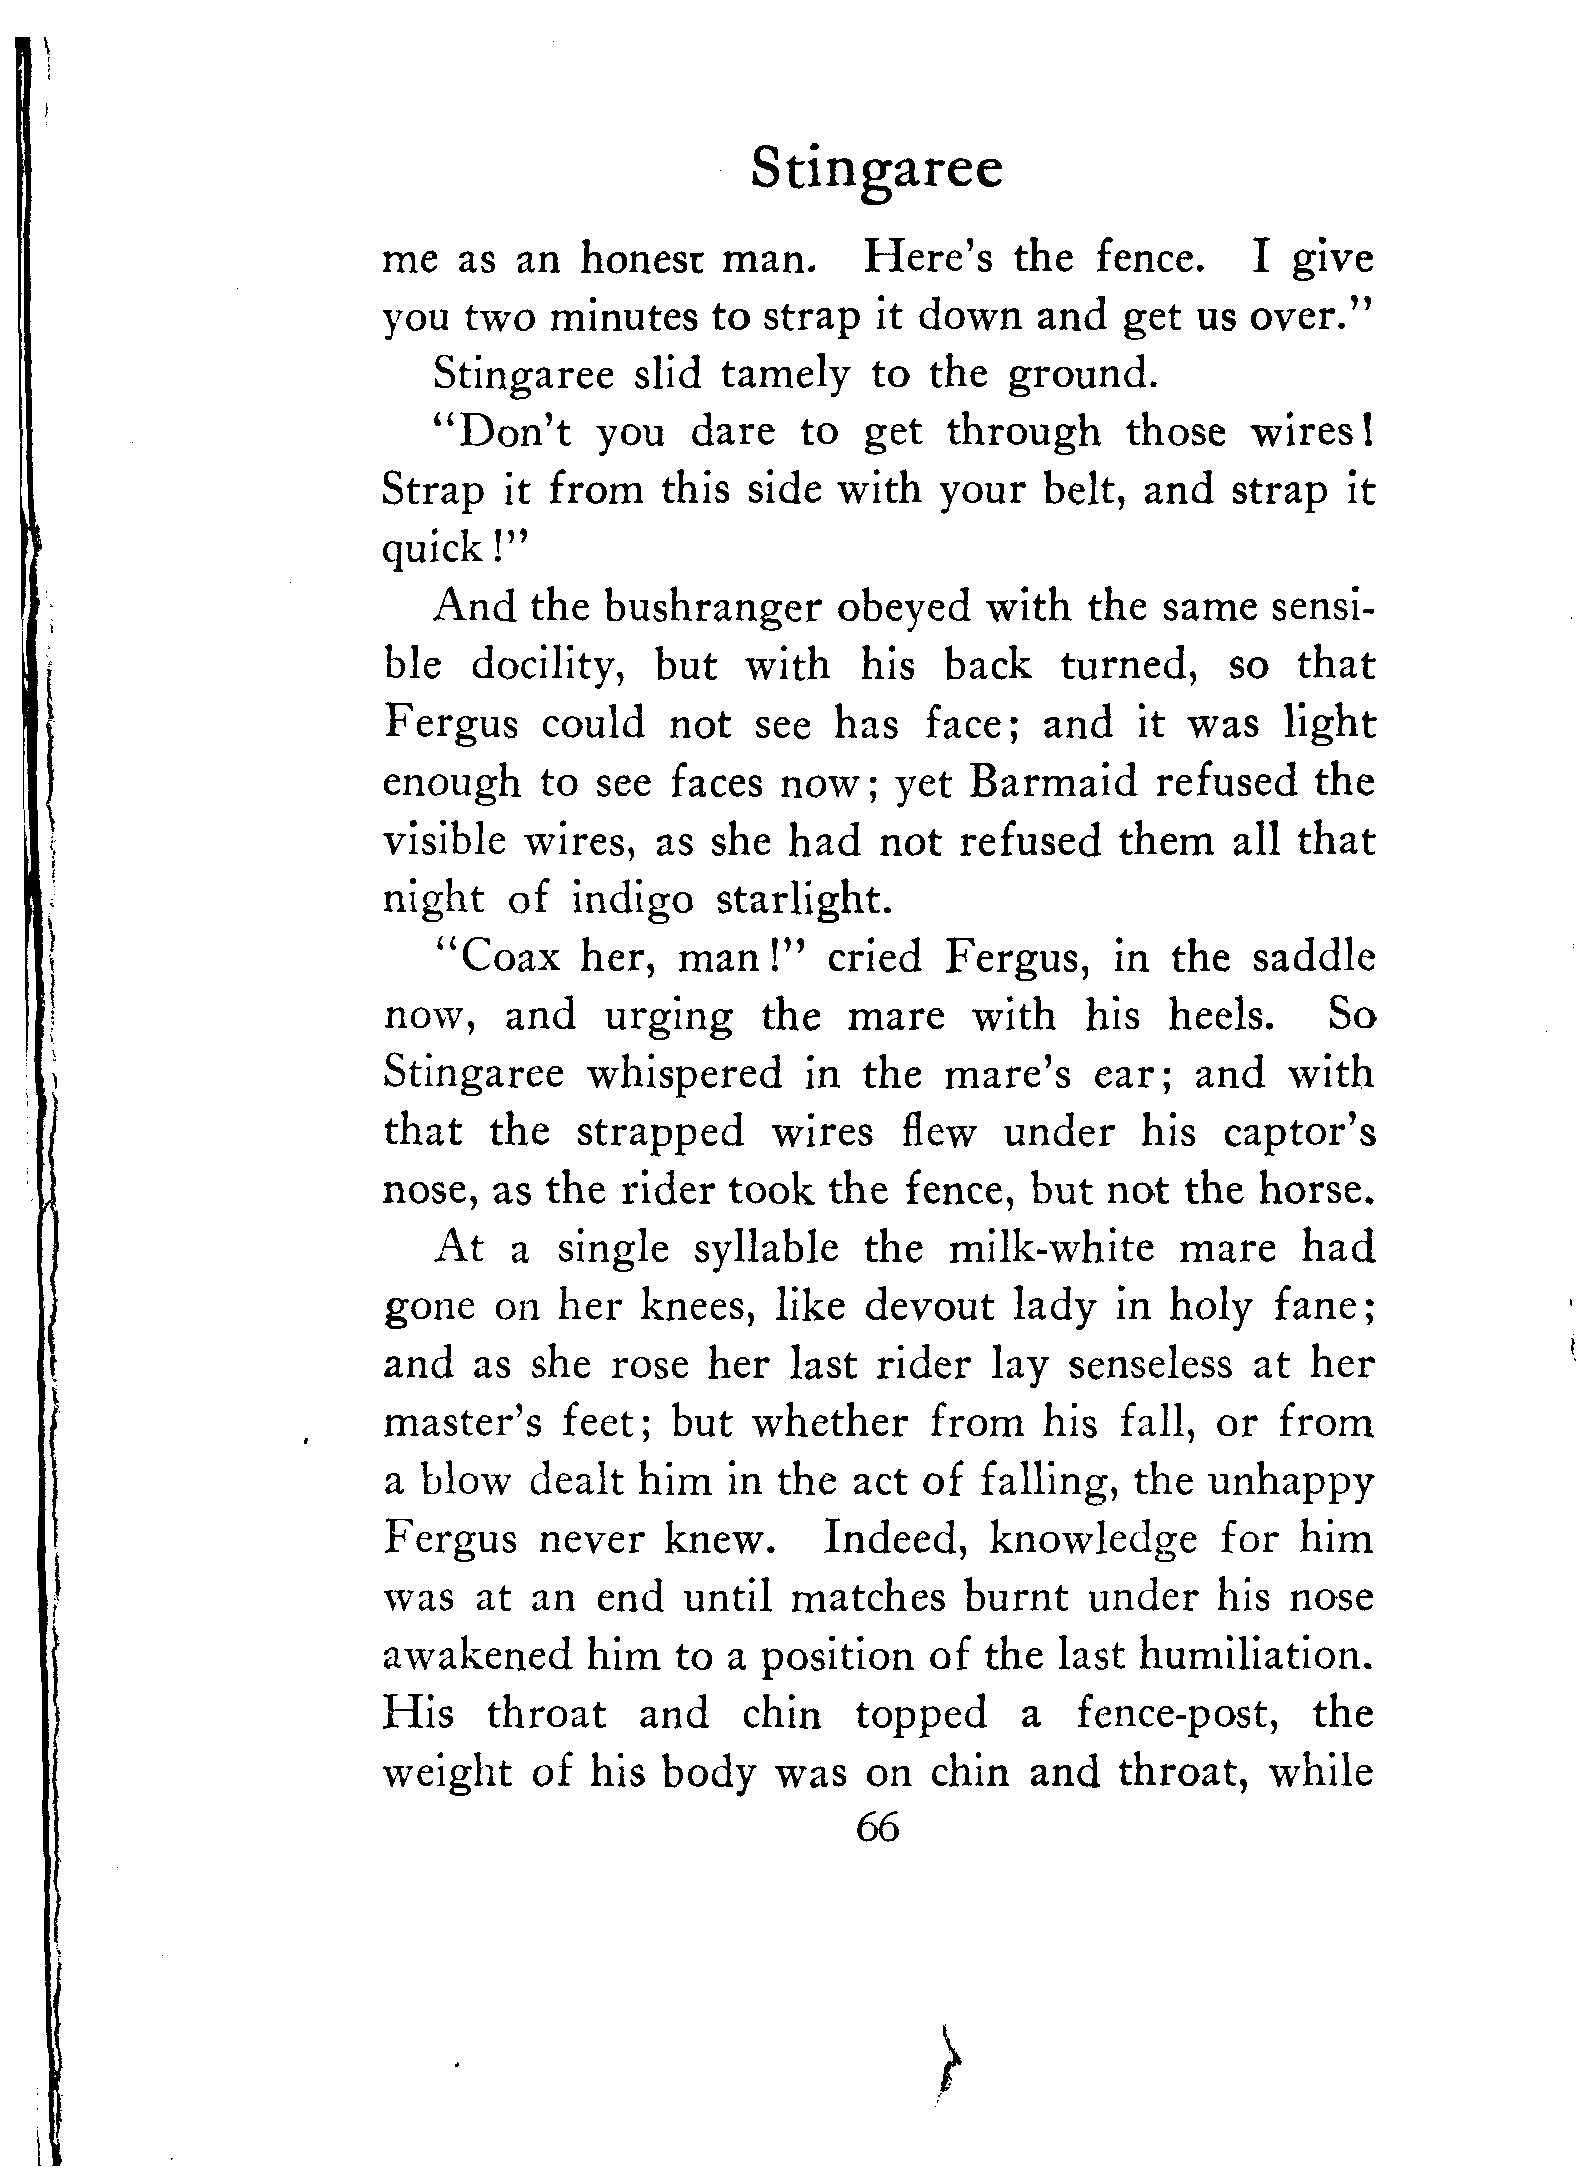 Stingaree
me as an honest man. Here's the fence. I give
you two minutes to strap it down and get us over."
Stingaree slid tamely to the ground.
"Don't you dare to get through those wires!
Strap it from this side with your belt, and strap it
quick!"
And the bushranger obeyed with the same sensi-
ble docility, but with his back turned, so that
Fergus could not see has face; and it was light
enough to see faces now; yet Barmaid refused the
visible wires, as she had not refused them all that
night of indigo starlight.
"Coax her, man!" cried Fergus, in the saddle
now, and urging the mare with his heels. So
Stingaree whispered in the mare's ear; and with
that the strapped wires flew under his captor's
nose, as the rider took the fence, but not the horse.
At a single syllable the milk-white mare had
gone on her knees, like devout lady in holy fane;
and as she rose her last rider lay senseless at her
master's feet; but whether from his fall, or from
a blow dealt him in the act of falling, the unhappy
Fergus never knew. Indeed, knowledge for him
was at an end until matches burnt under his nose
awakened him to a position of the last humiliation.
His throat and chin topped a fence-post, the
weight of his body was on chin and throat, while
66